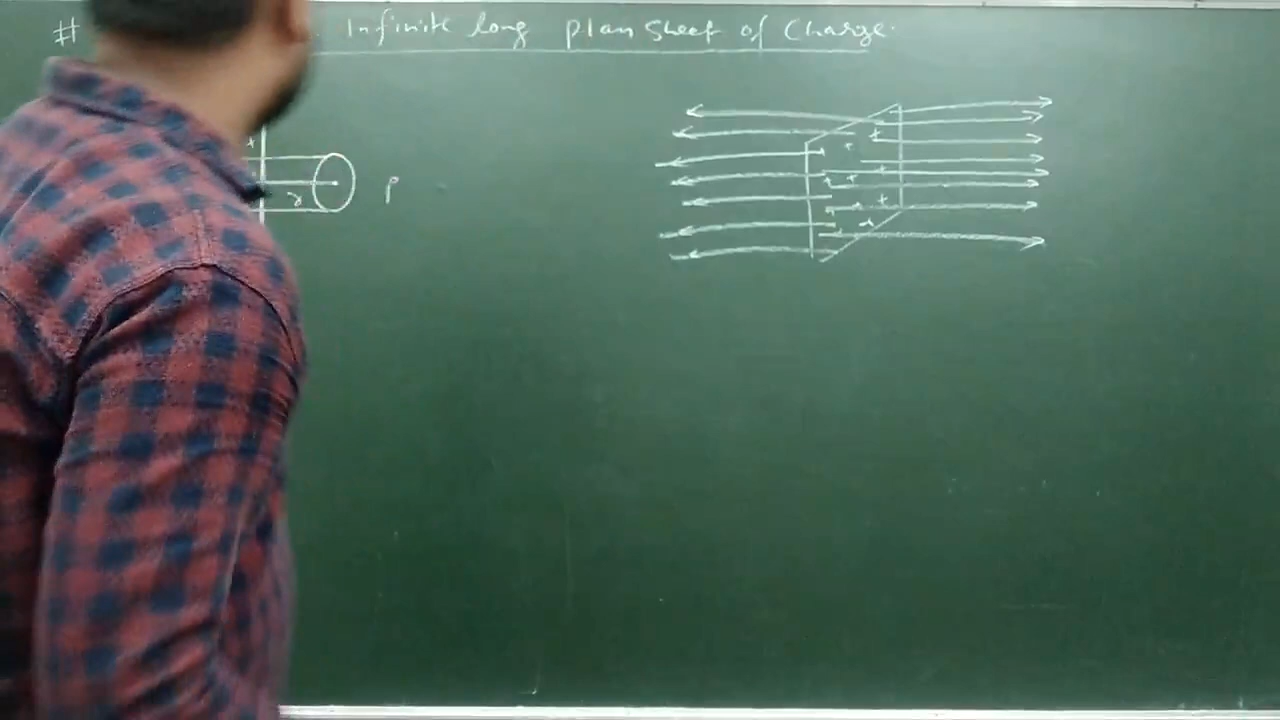 # Infinite long plan Sheet of Charge.
r P